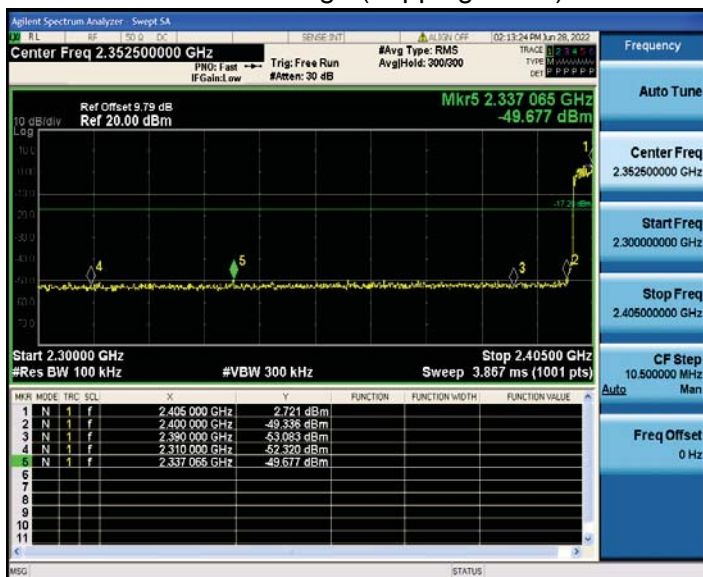 Agilent Spectrum Analyzer - Swept SA
RL RF 50 Ω DC SENSE:INT ALIGN OFF 02:13:24 PM Jun 28, 2022
Center Freq 2.352500000 GHz
PNO: Fast
IFGain:Low
Trig: Free Run
#Atten: 30 dB
#Avg Type: RMS
Avg|Hold: 300/300
TRACE 1 2 3 4 5 6
TYPE M
DET P P P P P P
Ref Offset 9.79 dB
10 dB/div Ref 20.00 dBm
Log
Mkr5 2.337 065 GHz
-49.677 dBm
1
4
5
3
2
Start 2.30000 GHz
Stop 2.40500 GHz
#Res BW 100 kHz #VBW 300 kHz Sweep 3.867 ms (1001 pts)
MKR MODE TRC SCL X Y FUNCTION FUNCTION WIDTH FUNCTION VALUE
1 N 1 f 2.405 000 GHz 2.721 dBm
2 N 1 f 2.400 000 GHz -49.336 dBm
3 N 1 f 2.390 000 GHz -53.083 dBm
4 N 1 f 2.310 000 GHz -52.320 dBm
5 N 1 f 2.337 065 GHz -49.677 dBm
6
7
8
9
10
11
MSG STATUS
Frequency
Auto Tune
Center Freq
2.352500000 GHz
Start Freq
2.300000000 GHz
Stop Freq
2.405000000 GHz
CF Step
10.500000 MHz
Auto Man
Freq Offset
0 Hz